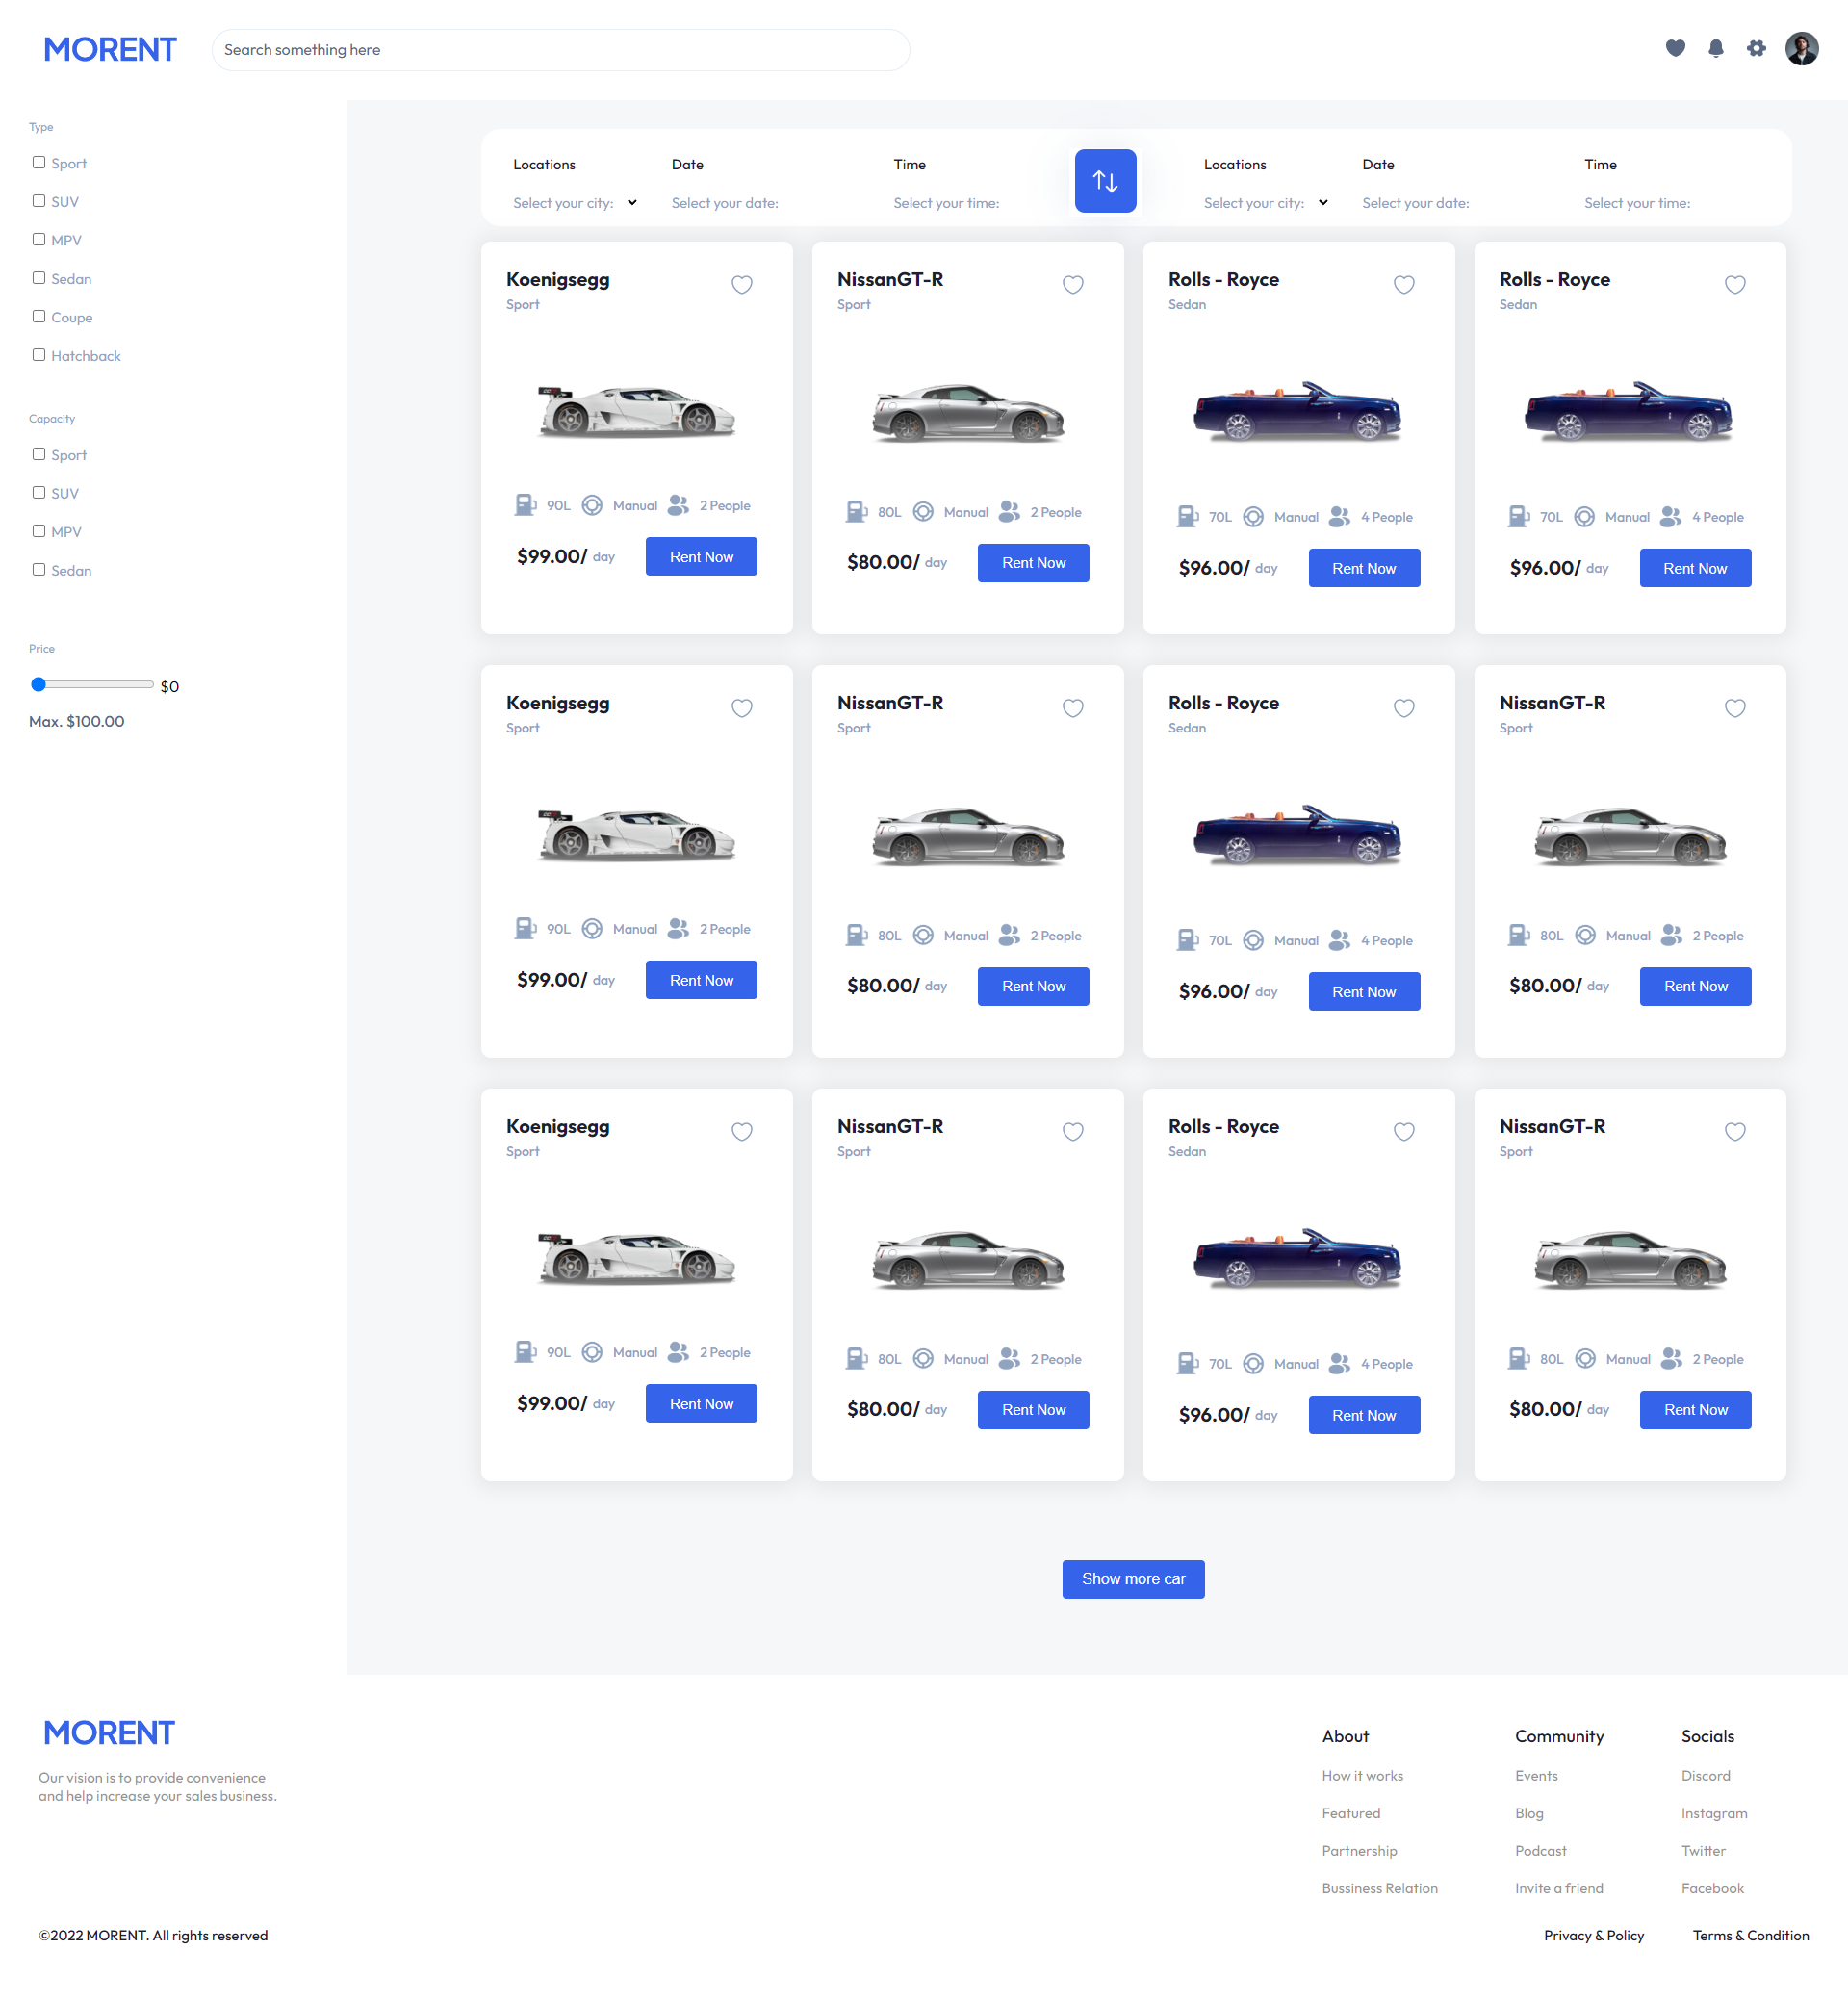 MORENT
Search something here
Type
Sport
SUV
MPV
Sedan
Coupe
Hatchback
Capacity
Sport
SUV
MPV
Sedan
Price
$0
Max. $100.00
Locations Date Time Locations Date Time
Select your city: Select your date: Select your time: Select your city: Select your date: Select your time:
Koenigsegg
Sport
90L Manual 2 People
$99.00/ day Rent Now
NissanGT-R
Sport
80L Manual 2 People
$80.00/ day Rent Now
Rolls - Royce
Sedan
70L Manual 4 People
$96.00/ day Rent Now
Rolls - Royce
Sedan
70L Manual 4 People
$96.00/ day Rent Now
Koenigsegg
Sport
90L Manual 2 People
$99.00/ day Rent Now
NissanGT-R
Sport
80L Manual 2 People
$80.00/ day Rent Now
Rolls - Royce
Sedan
70L Manual 4 People
$96.00/ day Rent Now
NissanGT-R
Sport
80L Manual 2 People
$80.00/ day Rent Now
Koenigsegg
Sport
90L Manual 2 People
$99.00/ day Rent Now
NissanGT-R
Sport
80L Manual 2 People
$80.00/ day Rent Now
Rolls - Royce
Sedan
70L Manual 4 People
$96.00/ day Rent Now
NissanGT-R
Sport
80L Manual 2 People
$80.00/ day Rent Now
Show more car
MORENT
Our vision is to provide convenience
and help increase your sales business.
About
How it works
Featured
Partnership
Bussiness Relation
Community
Events
Blog
Podcast
Invite a friend
Socials
Discord
Instagram
Twitter
Facebook
©2022 MORENT. All rights reserved
Privacy & Policy
Terms & Condition